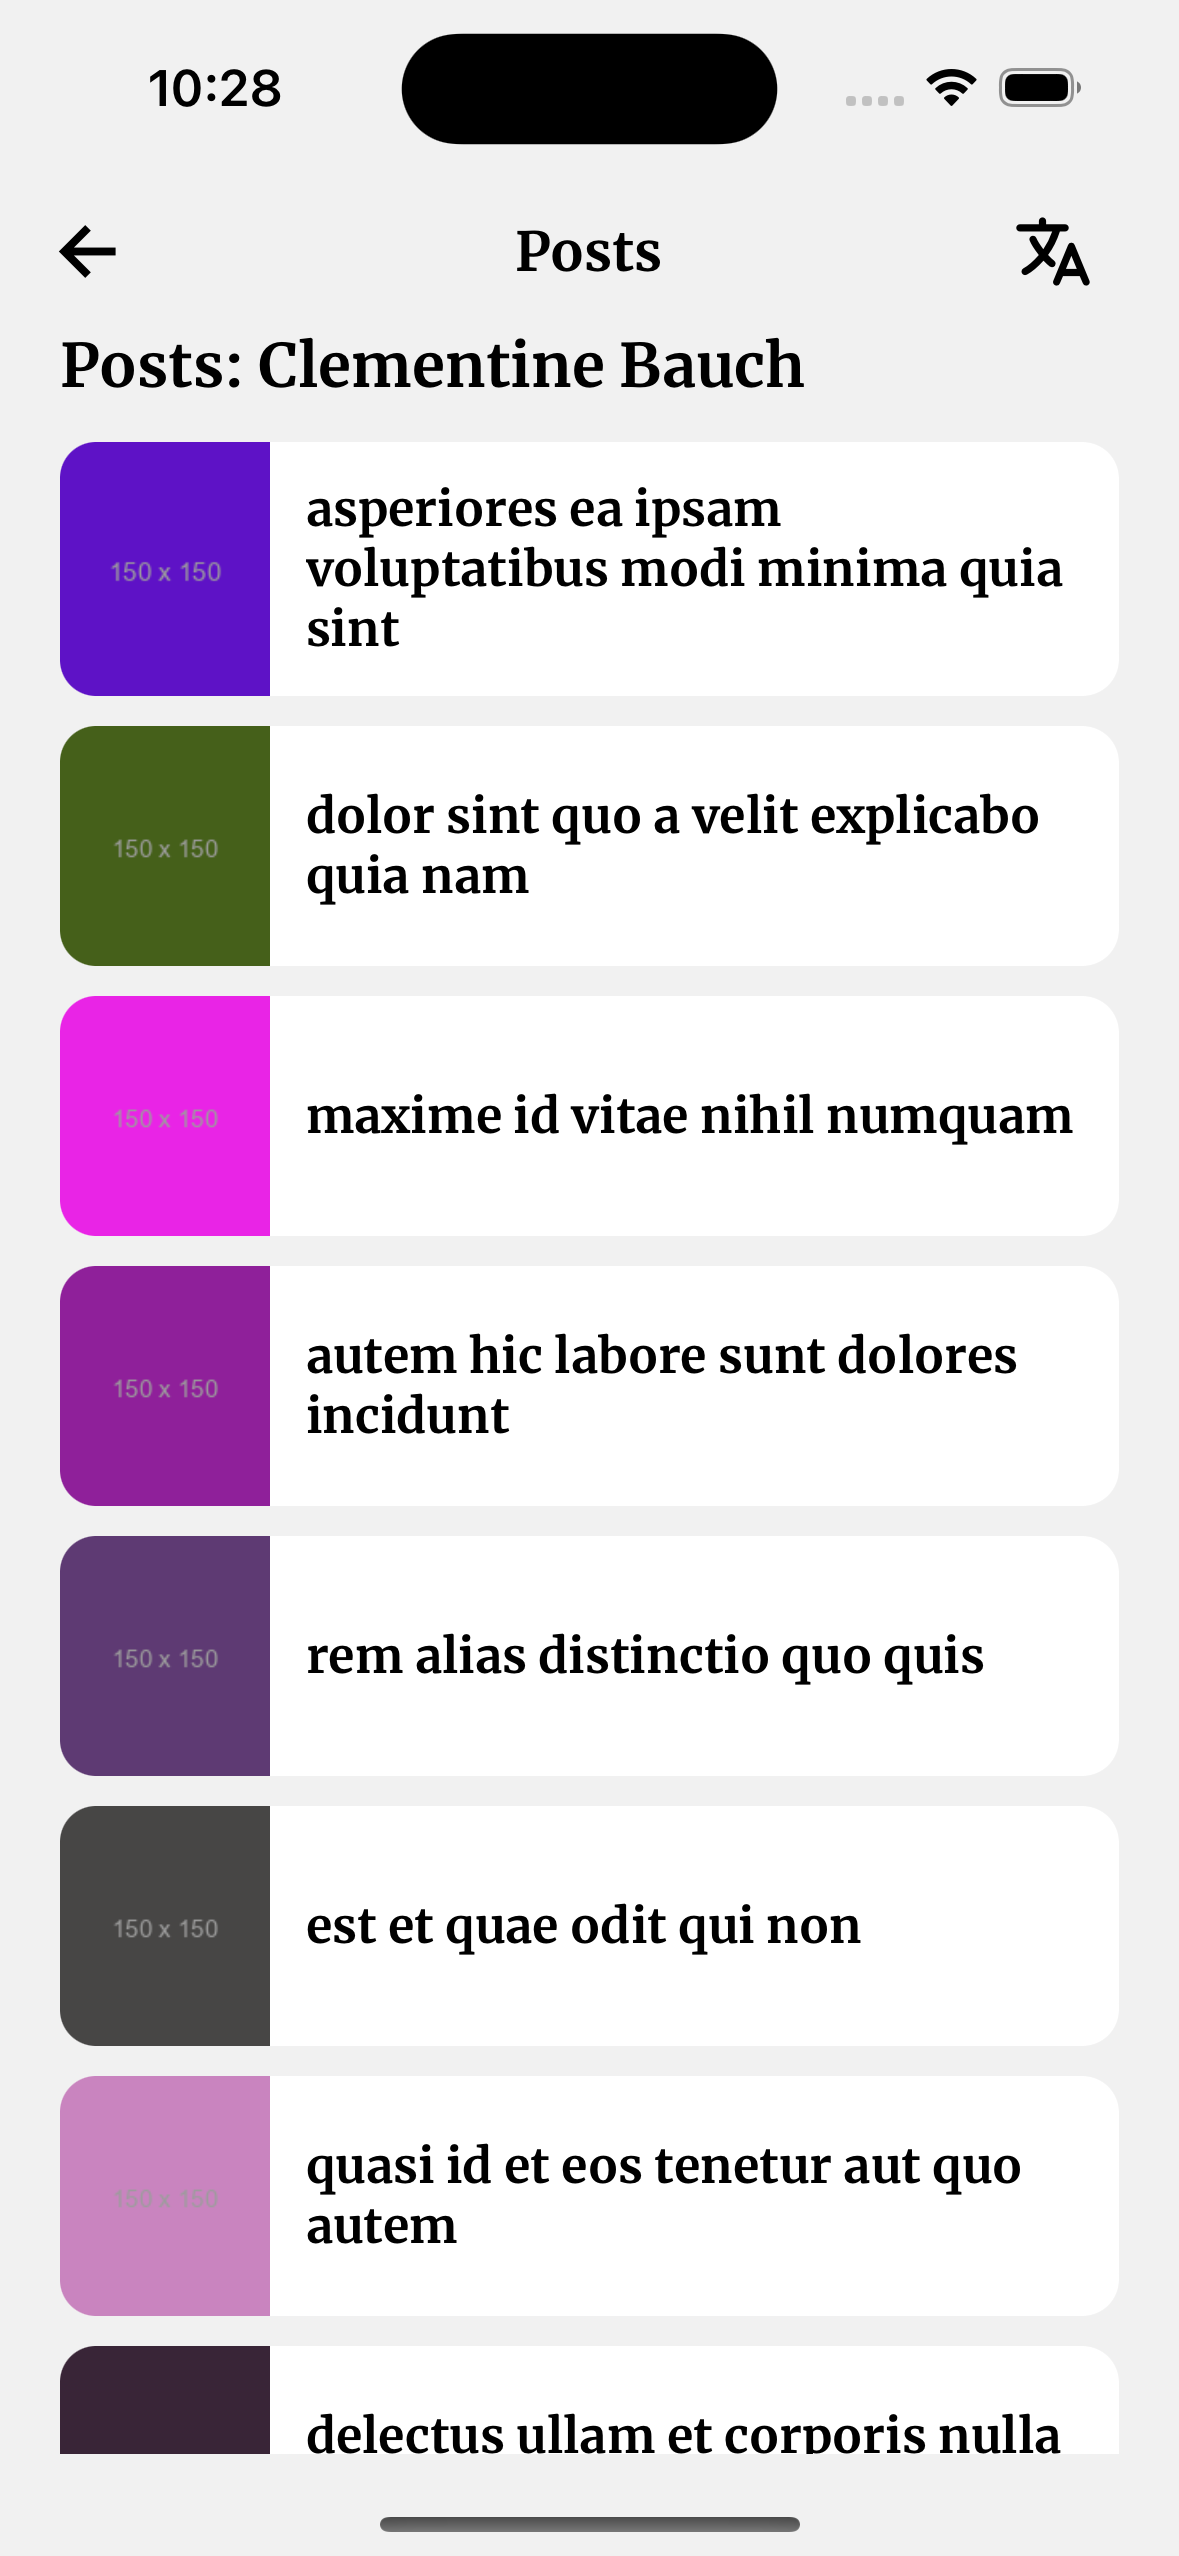 10:28
Posts
Posts: Clementine Bauch
150 x 150
asperiores ea ipsam
voluptatibus modi minima quia
sint
150 x 150
dolor sint quo a velit explicabo
quia nam
150 x 150
maxime id vitae nihil numquam
150 x 150
autem hic labore sunt dolores
incidunt
150 x 150
rem alias distinctio quo quis
150 x 150
est et quae odit qui non
150 x 150
quasi id et eos tenetur aut quo
autem
delectus ullam et corporis nulla